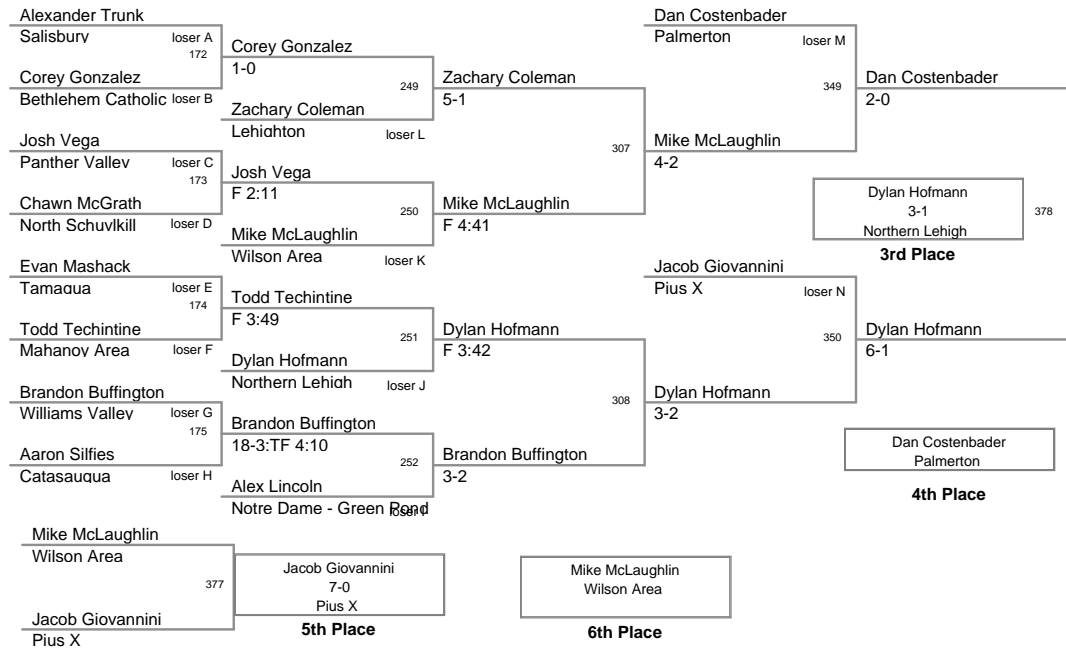 Alexander Trunk
Salisbury
loser A
172
Corey Gonzalez
Bethlehem Catholic
loser B
Josh Vega
Panther Valley
loser C
173
Chawn McGrath
North Schuylkill
loser D
Evan Mashack
Tamaqua
loser E
174
Todd Techintine
Mahanoy Area
loser F
Brandon Buffington
Williams Valley
loser G
175
Aaron Silfies
Catasauqua
loser H
Corey Gonzalez
1-0
249
Zachary Coleman
Lehighton
loser L
Josh Vega
F 2:11
250
Mike McLaughlin
Wilson Area
loser K
Todd Techintine
F 3:49
251
Dylan Hofmann
Northern Lehigh
loser J
Brandon Buffington
18-3:TF 4:10
252
Alex Lincoln
Notre Dame - Green Pond
loser I
Zachary Coleman
5-1
307
Mike McLaughlin
F 4:41
Dylan Hofmann
F 3:42
308
Brandon Buffington
3-2
Dan Costenbader
Palmerton
loser M
349
Mike McLaughlin
4-2
Jacob Giovannini
Pius X
loser N
350
Dylan Hofmann
3-2
Dan Costenbader
2-0
Dylan Hofmann
3-1
Northern Lehigh
378
3rd Place
Dylan Hofmann
6-1
Dan Costenbader
Palmerton
4th Place
Mike McLaughlin
Wilson Area
377
Jacob Giovannini
Pius X
Jacob Giovannini
7-0
Pius X
5th Place
Mike McLaughlin
Wilson Area
6th Place